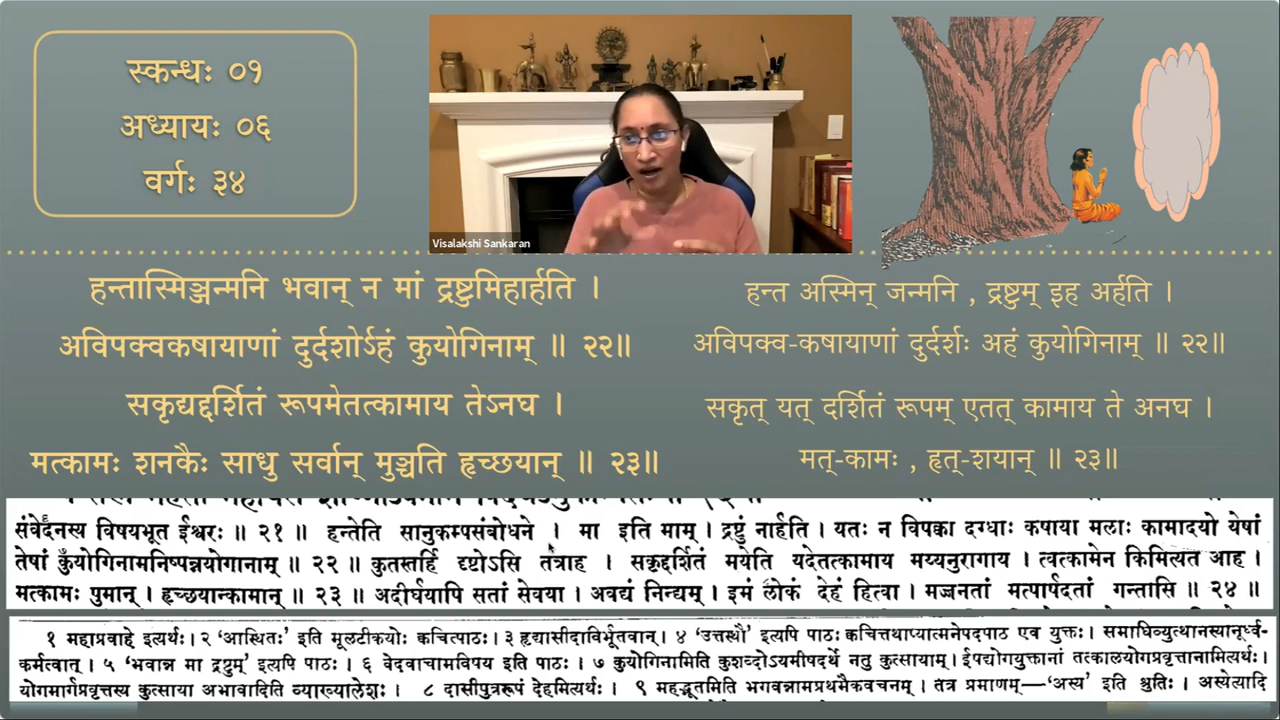 स्कन्धः ०१
अध्यायः ०६
वर्गः ३४
Visalakshi Sankaran
हन्तास्मिञ्जन्मनि भवान् न मां द्रष्टुमिहार्हति ।
अविपक्वकषायाणां दुर्दशोऽर्हं कुयोगिनाम् ॥ २२॥
सकृद्यद्दर्शितं रूपमेतत्कामाय तेऽनघ ।
मत्कामः शनकैः साधु सर्वान् मुञ्चति हृच्छयान् ॥ २३॥
हन्त अस्मिन् जन्मनि , द्रष्टुम् इह अर्हति ।
अविपक्व-कषायाणां दुर्दर्शः अहं कुयोगिनाम् ॥ २२॥
सकृत् यत् दर्शितं रूपम् एतत् कामाय ते अनघ ।
मत्-कामः , हृत्-शयान् ॥ २३॥
संवेदनस्य विषयभूत ईश्वरः ॥ २१ ॥ हन्तेति सानुकम्पसंबोधने । मा इति माम् । द्रष्टुं नार्हति । यतः न विपक्का दग्धाः कषाया मलाः कामादयो येषां
तेषां कुँयोगिनामनिष्पन्नयोगानाम् ॥ २२ ॥ कुतस्तर्हि दृष्टोऽसि तत्राह । सकृद्दर्शितं मयेति यदेतत्कामाय मय्यनुरागाय । त्वत्कामेन किमित्यत आह ।
मत्कामः पुमान् । हृच्छयान्कामान् ॥ २३ ॥ अदीर्घयापि सतां सेवया । अवद्यं निन्द्यम् । इमं लोकं देहं हित्वा । मज्जनतां मत्पार्षदतां गन्तासि ॥ २४ ॥
१ महाप्रवाहे इत्यर्थः। २ 'आस्थितः' इति मूलटीकयोः क्वचित्पाठः। ३ हृद्यासीदाविर्भूतवान्। ४ 'उत्तस्थौ' इत्यपि पाठः क्वचित्तथाप्यात्मनेपदपाठ एव युक्तः। समाधिव्युत्थानस्यानूर्ध्व-
कर्मत्वात्। ५ 'भवान्न मा द्रष्टुम्' इत्यपि पाठः। ६ वेदवाचामविषय इति पाठः। ७ कुयोगिनामिति कुशब्दोऽयमीषदर्थे नतु कुत्सायाम्। ईषद्योगयुक्तानां तत्कालयोगप्रवृत्तानामित्यर्थः।
योगमार्गप्रवृत्तस्य कुत्साया अभावादिति व्याख्यालेशः। ८ दासीपुत्ररूपं देहमित्यर्थः। ९ महद्भूतमिति भगवन्नामप्रथमैकवचनम्। तत्र प्रमाणम्—'अस्य' इति श्रुतिः। अस्येत्यादि